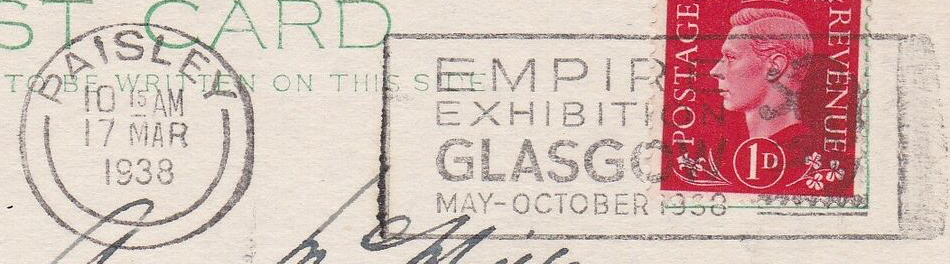 ST CARD
TO BE WRITTEN ON THIS SIDE
PAISLEY
10 15 AM
17 MAR
1938
EMPIRE
EXHIBITION
GLASGOW
MAY-OCTOBER 1938
POSTAGE
REVENUE
1D